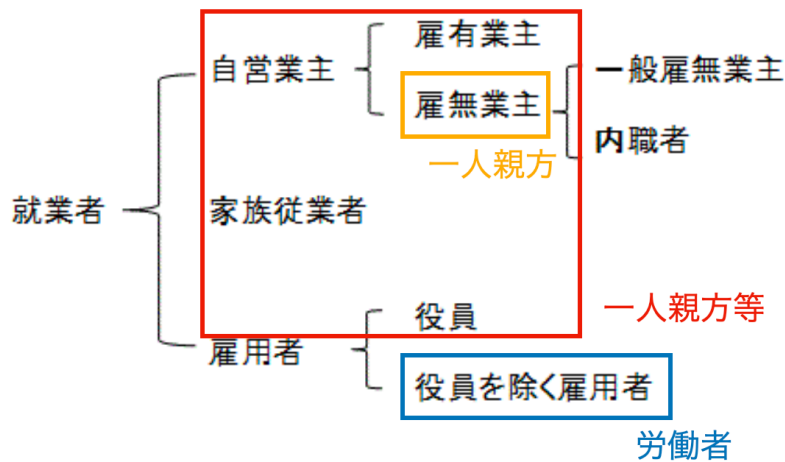 雇有業主
自営業主
一般雇無業主
雇無業主
内職者
一人親方
就業者
家族従業者
一人親方等
役員
雇用者
役員を除く雇用者
労働者